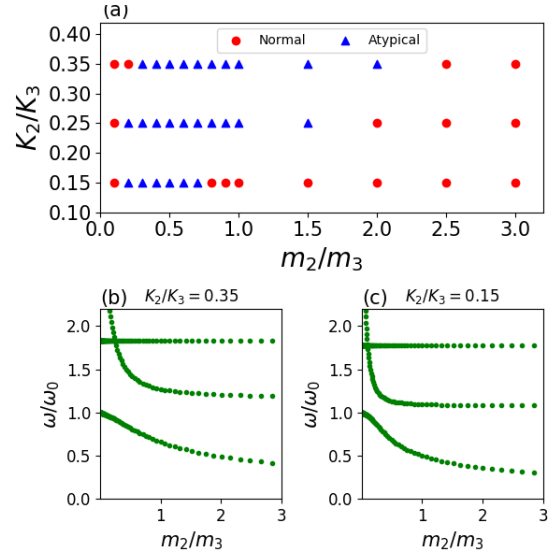 (a)
Normal
Atypical
K₂/K₃
0.40
0.35
0.30
0.25
0.20
0.15
0.10
0.0
0.5
1.0
1.5
2.0
2.5
3.0
m₂/m₃
(b)
K₂/K₃ = 0.35
ω/ω₀
2.0
1.5
1.0
0.5
0.0
1
2
3
m₂/m₃
(c)
K₂/K₃ = 0.15
ω/ω₀
2.0
1.5
1.0
0.5
0.0
1
2
3
m₂/m₃